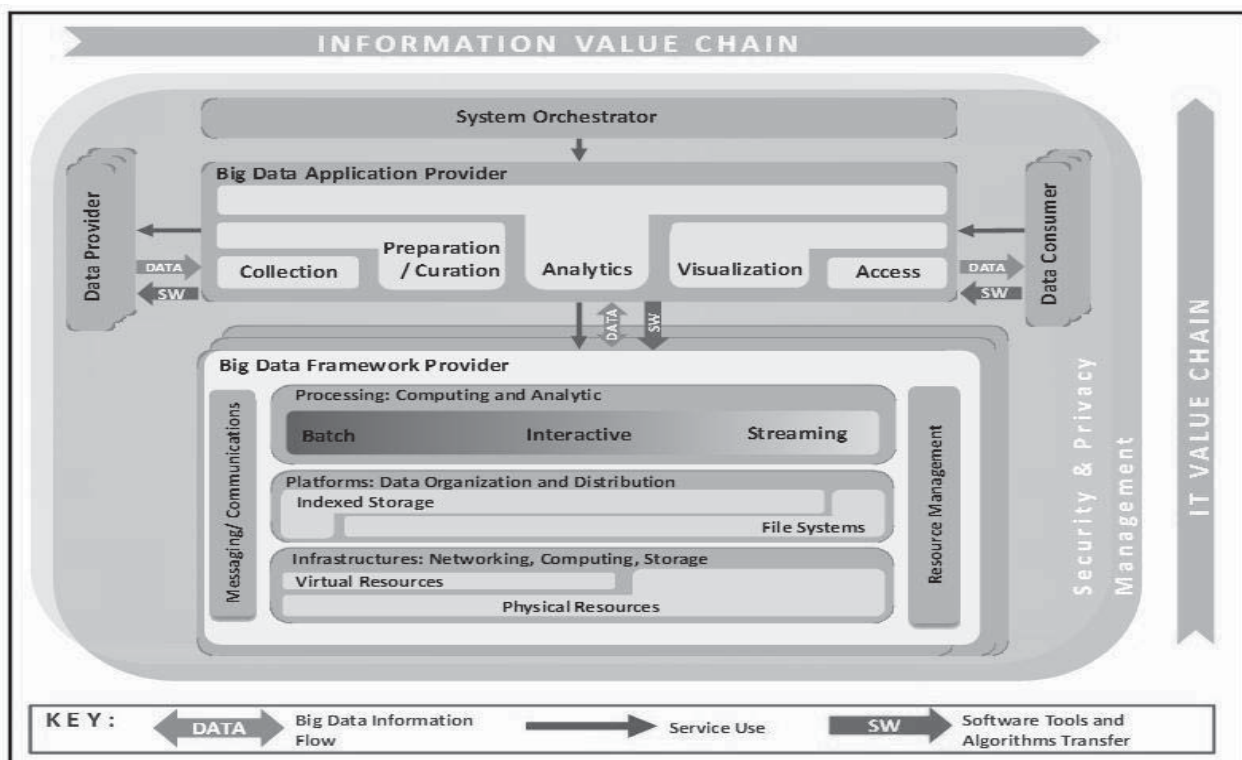 INFORMATION VALUE CHAIN
System Orchestrator
Big Data Application Provider
Data Provider
DATA
SW
Collection
Preparation
/ Curation
Analytics
Visualization
Access
DATA
SW
Data Consumer
DATA
SW
Big Data Framework Provider
Messaging/ Communications
Processing: Computing and Analytic
Batch
Interactive
Streaming
Platforms: Data Organization and Distribution
Indexed Storage
File Systems
Infrastructures: Networking, Computing, Storage
Virtual Resources
Physical Resources
Resource Management
Security & Privacy
Management
IT VALUE CHAIN
KEY:
DATA
Big Data Information
Flow
Service Use
SW
Software Tools and
Algorithms Transfer